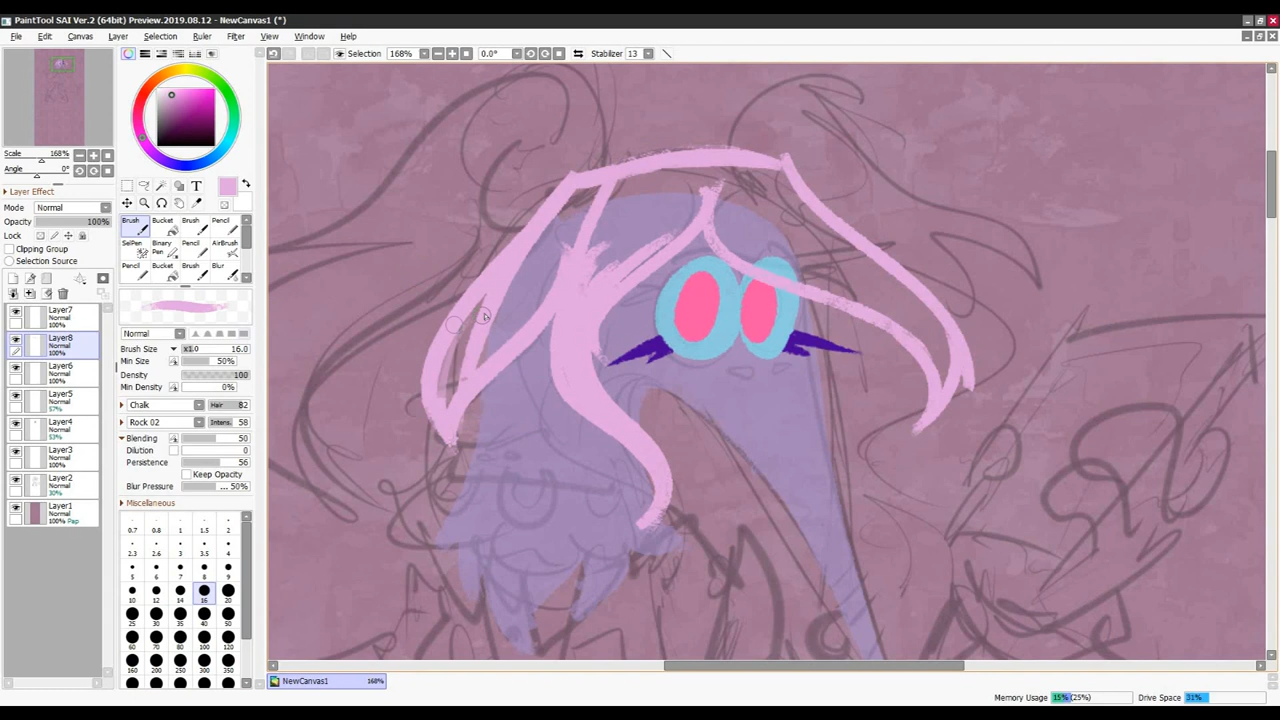 PaintTool SAI Ver.2 (64bit) Preview.2019.08.12 - NewCanvas1 (*)
File Edit Canvas Layer Selection Ruler Filter View Window Help
Selection 168% 0.0° Stabilizer 13
Scale 168%
Angle 0°
Layer Effect
Mode Normal
Opacity 100%
Lock
Clipping Group
Selection Source
Layer7
Normal
100%
Layer8
Normal
100%
Layer6
Normal
100%
Layer5
Normal
57%
Layer4
Normal
53%
Layer3
Normal
100%
Layer2
Normal
30%
Layer1
Normal
100% Pap
T
Brush Bucket Brush Pencil
SelPen Binary Pen Pencil AirBrush
Pencil Bucket Brush Blur
Normal
Brush Size x1.0 16.0
Min Size 50%
Density 100
Min Density 0%
Chalk Hair 82
Rock 02 Intens. 58
Blending 50
Dilution 0
Persistence 56
Keep Opacity
Blur Pressure ... 50%
Miscellaneous
0.7 0.8 1 1.5 2
2.3 2.6 3 3.5 4
5 6 7 8 9
10 12 14 16 20
25 30 35 40 50
60 70 80 100 120
160 200 250 300 350
NewCanvas1 168%
Memory Usage 15% (25%) Drive Space 31%